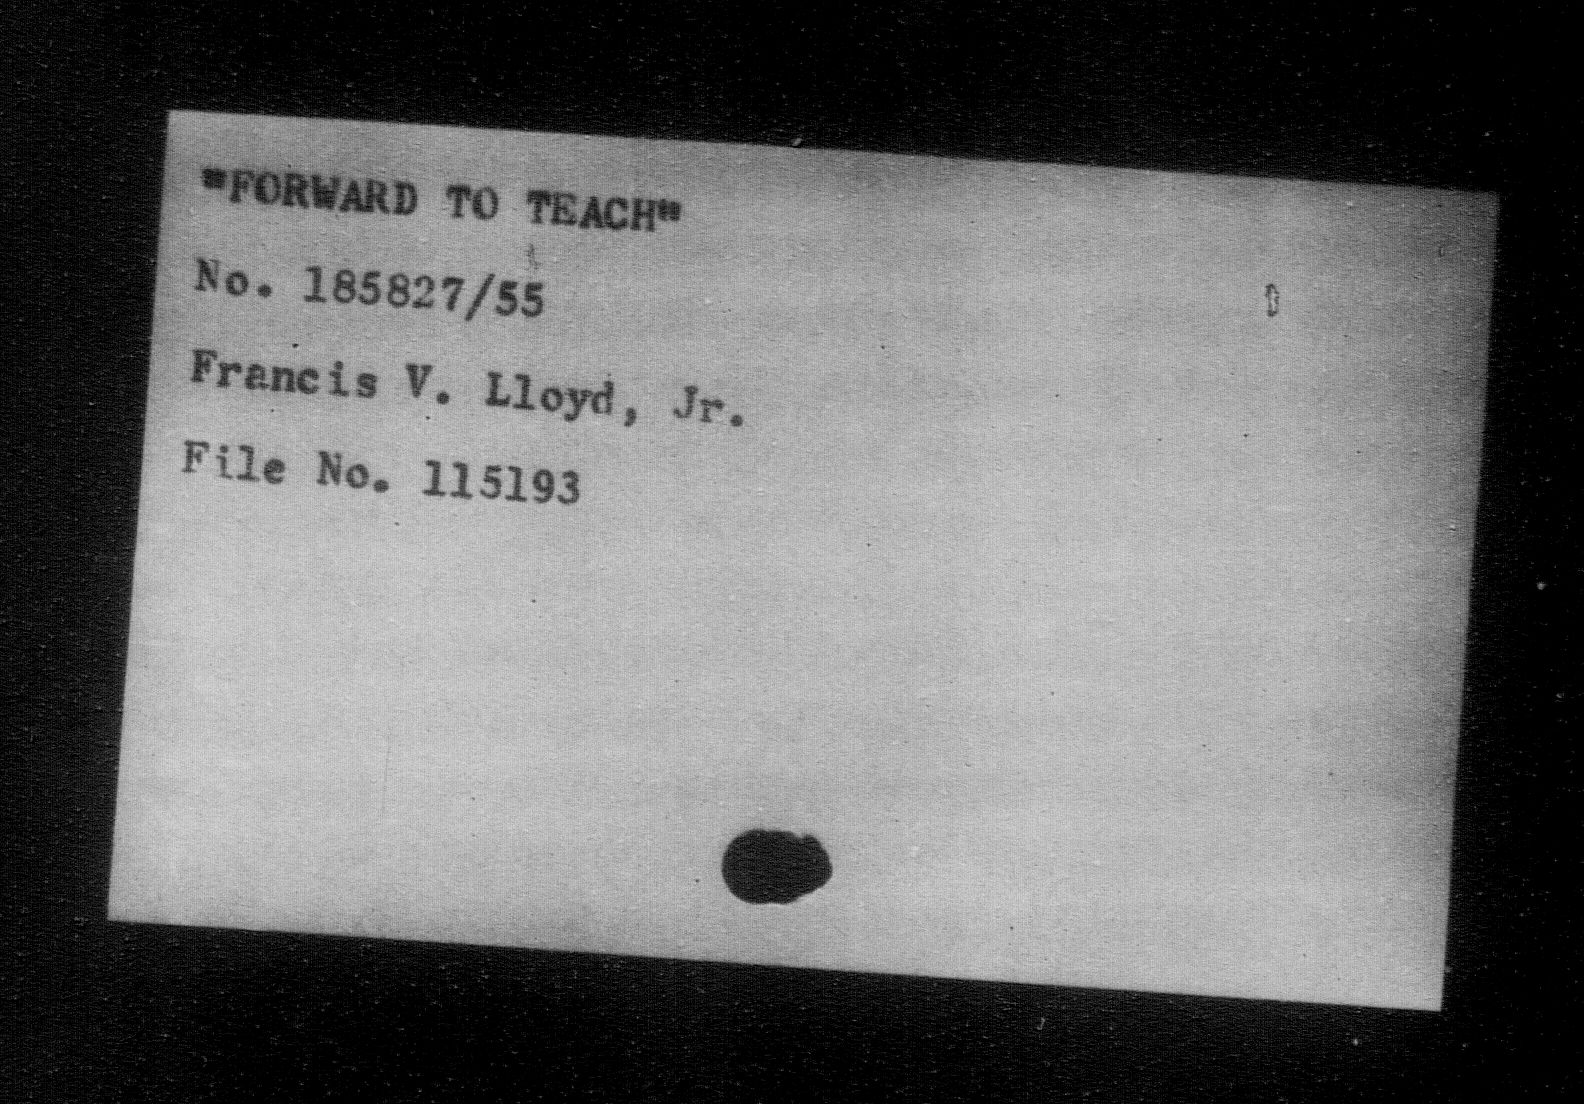 "FORWARD TO TEACH"
No. 185827/55
Francis V. Lloyd, Jr.
File No. 115193